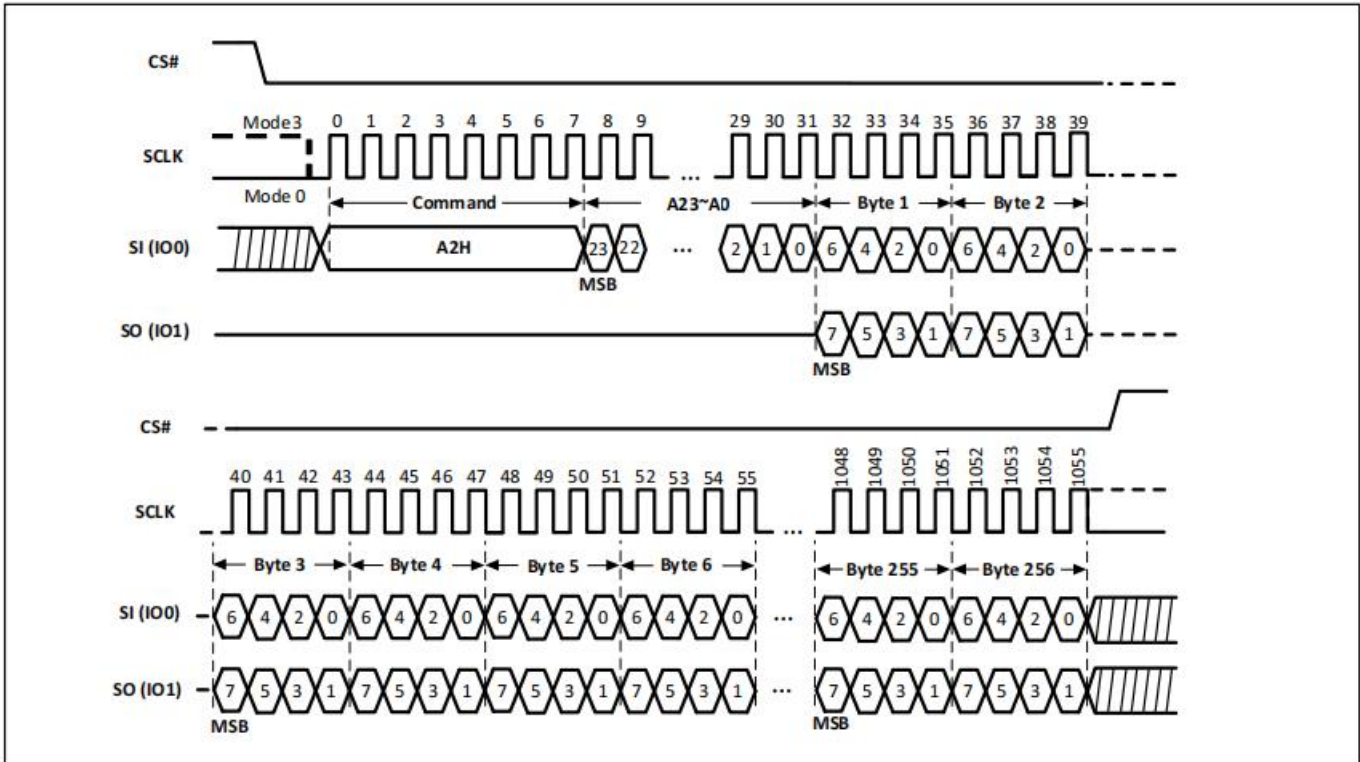 CS#
Mode3 0 1 2 3 4 5 6 7 8 9 29 30 31 32 33 34 35 36 37 38 39
SCLK ...
Mode 0 Command A23~A0 Byte 1 Byte 2
SI (IO0) A2H 23 22 ... 2 1 0 6 4 2 0 6 4 2 0
MSB
SO (IO1) 7 5 3 1 7 5 3 1
MSB
CS#
40 41 42 43 44 45 46 47 48 49 50 51 52 53 54 55 1048 1049 1050 1051 1052 1053 1054 1055
SCLK ...
Byte 3 Byte 4 Byte 5 Byte 6 Byte 255 Byte 256
SI (IO0) 6 4 2 0 6 4 2 0 6 4 2 0 6 4 2 0 ... 6 4 2 0 6 4 2 0
SO (IO1) 7 5 3 1 7 5 3 1 7 5 3 1 7 5 3 1 ... 7 5 3 1 7 5 3 1
MSB MSB